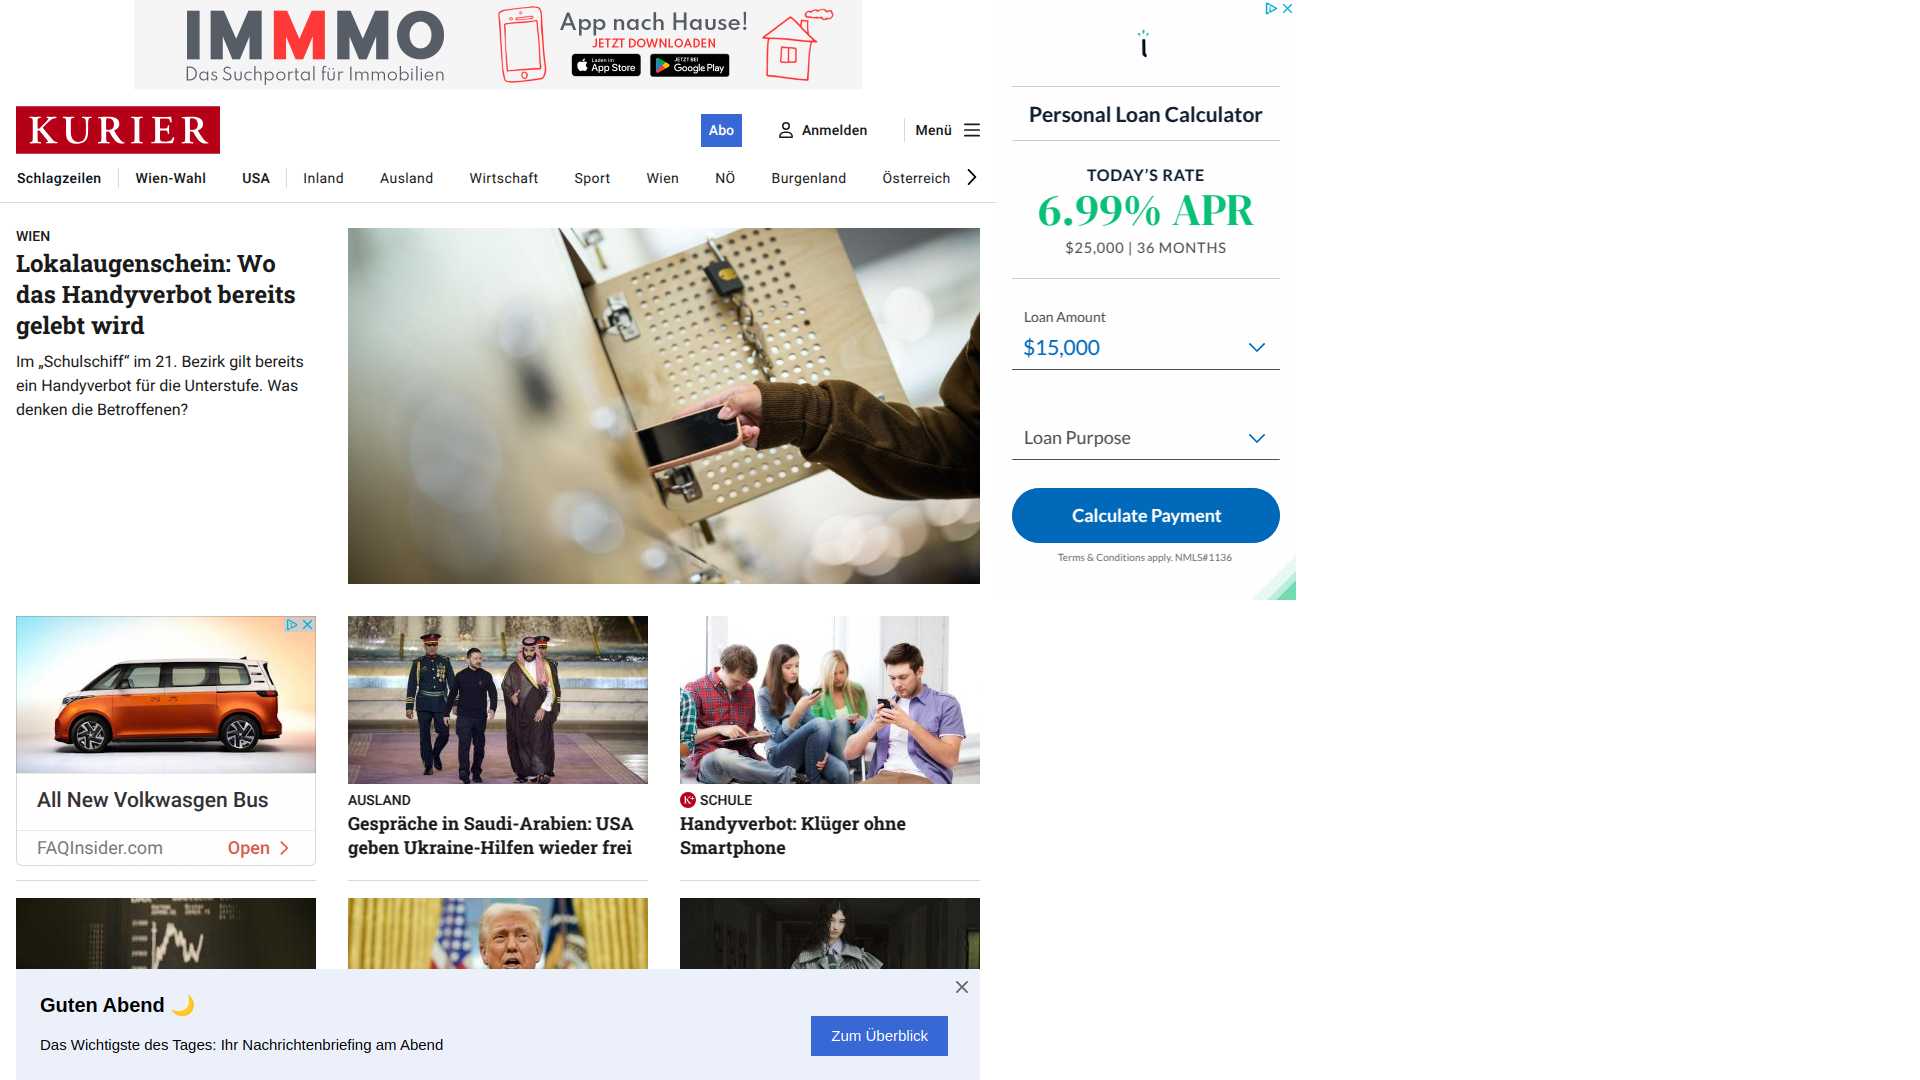 IMMMO
Das Suchportal für Immobilien
App nach Hause!
JETZT DOWNLOADEN
Laden im
App Store
JETZT BEI
Google Play
KURIER
Abo
Anmelden
Menü
Schlagzeilen
Wien-Wahl
USA
Inland
Ausland
Wirtschaft
Sport
Wien
NÖ
Burgenland
Österreich
WIEN
Lokalaugenschein: Wo
das Handyverbot bereits
gelebt wird
Im „Schulschiff“ im 21. Bezirk gilt bereits
ein Handyverbot für die Unterstufe. Was
denken die Betroffenen?
Personal Loan Calculator
TODAY’S RATE
6.99% APR
$25,000 | 36 MONTHS
Loan Amount
$15,000
Loan Purpose
Calculate Payment
Terms & Conditions apply. NMLS#1136
All New Volkwasgen Bus
FAQInsider.com
Open
AUSLAND
Gespräche in Saudi-Arabien: USA
geben Ukraine-Hilfen wieder frei
K+ SCHULE
Handyverbot: Klüger ohne
Smartphone
Guten Abend 🌙
Das Wichtigste des Tages: Ihr Nachrichtenbriefing am Abend
Zum Überblick